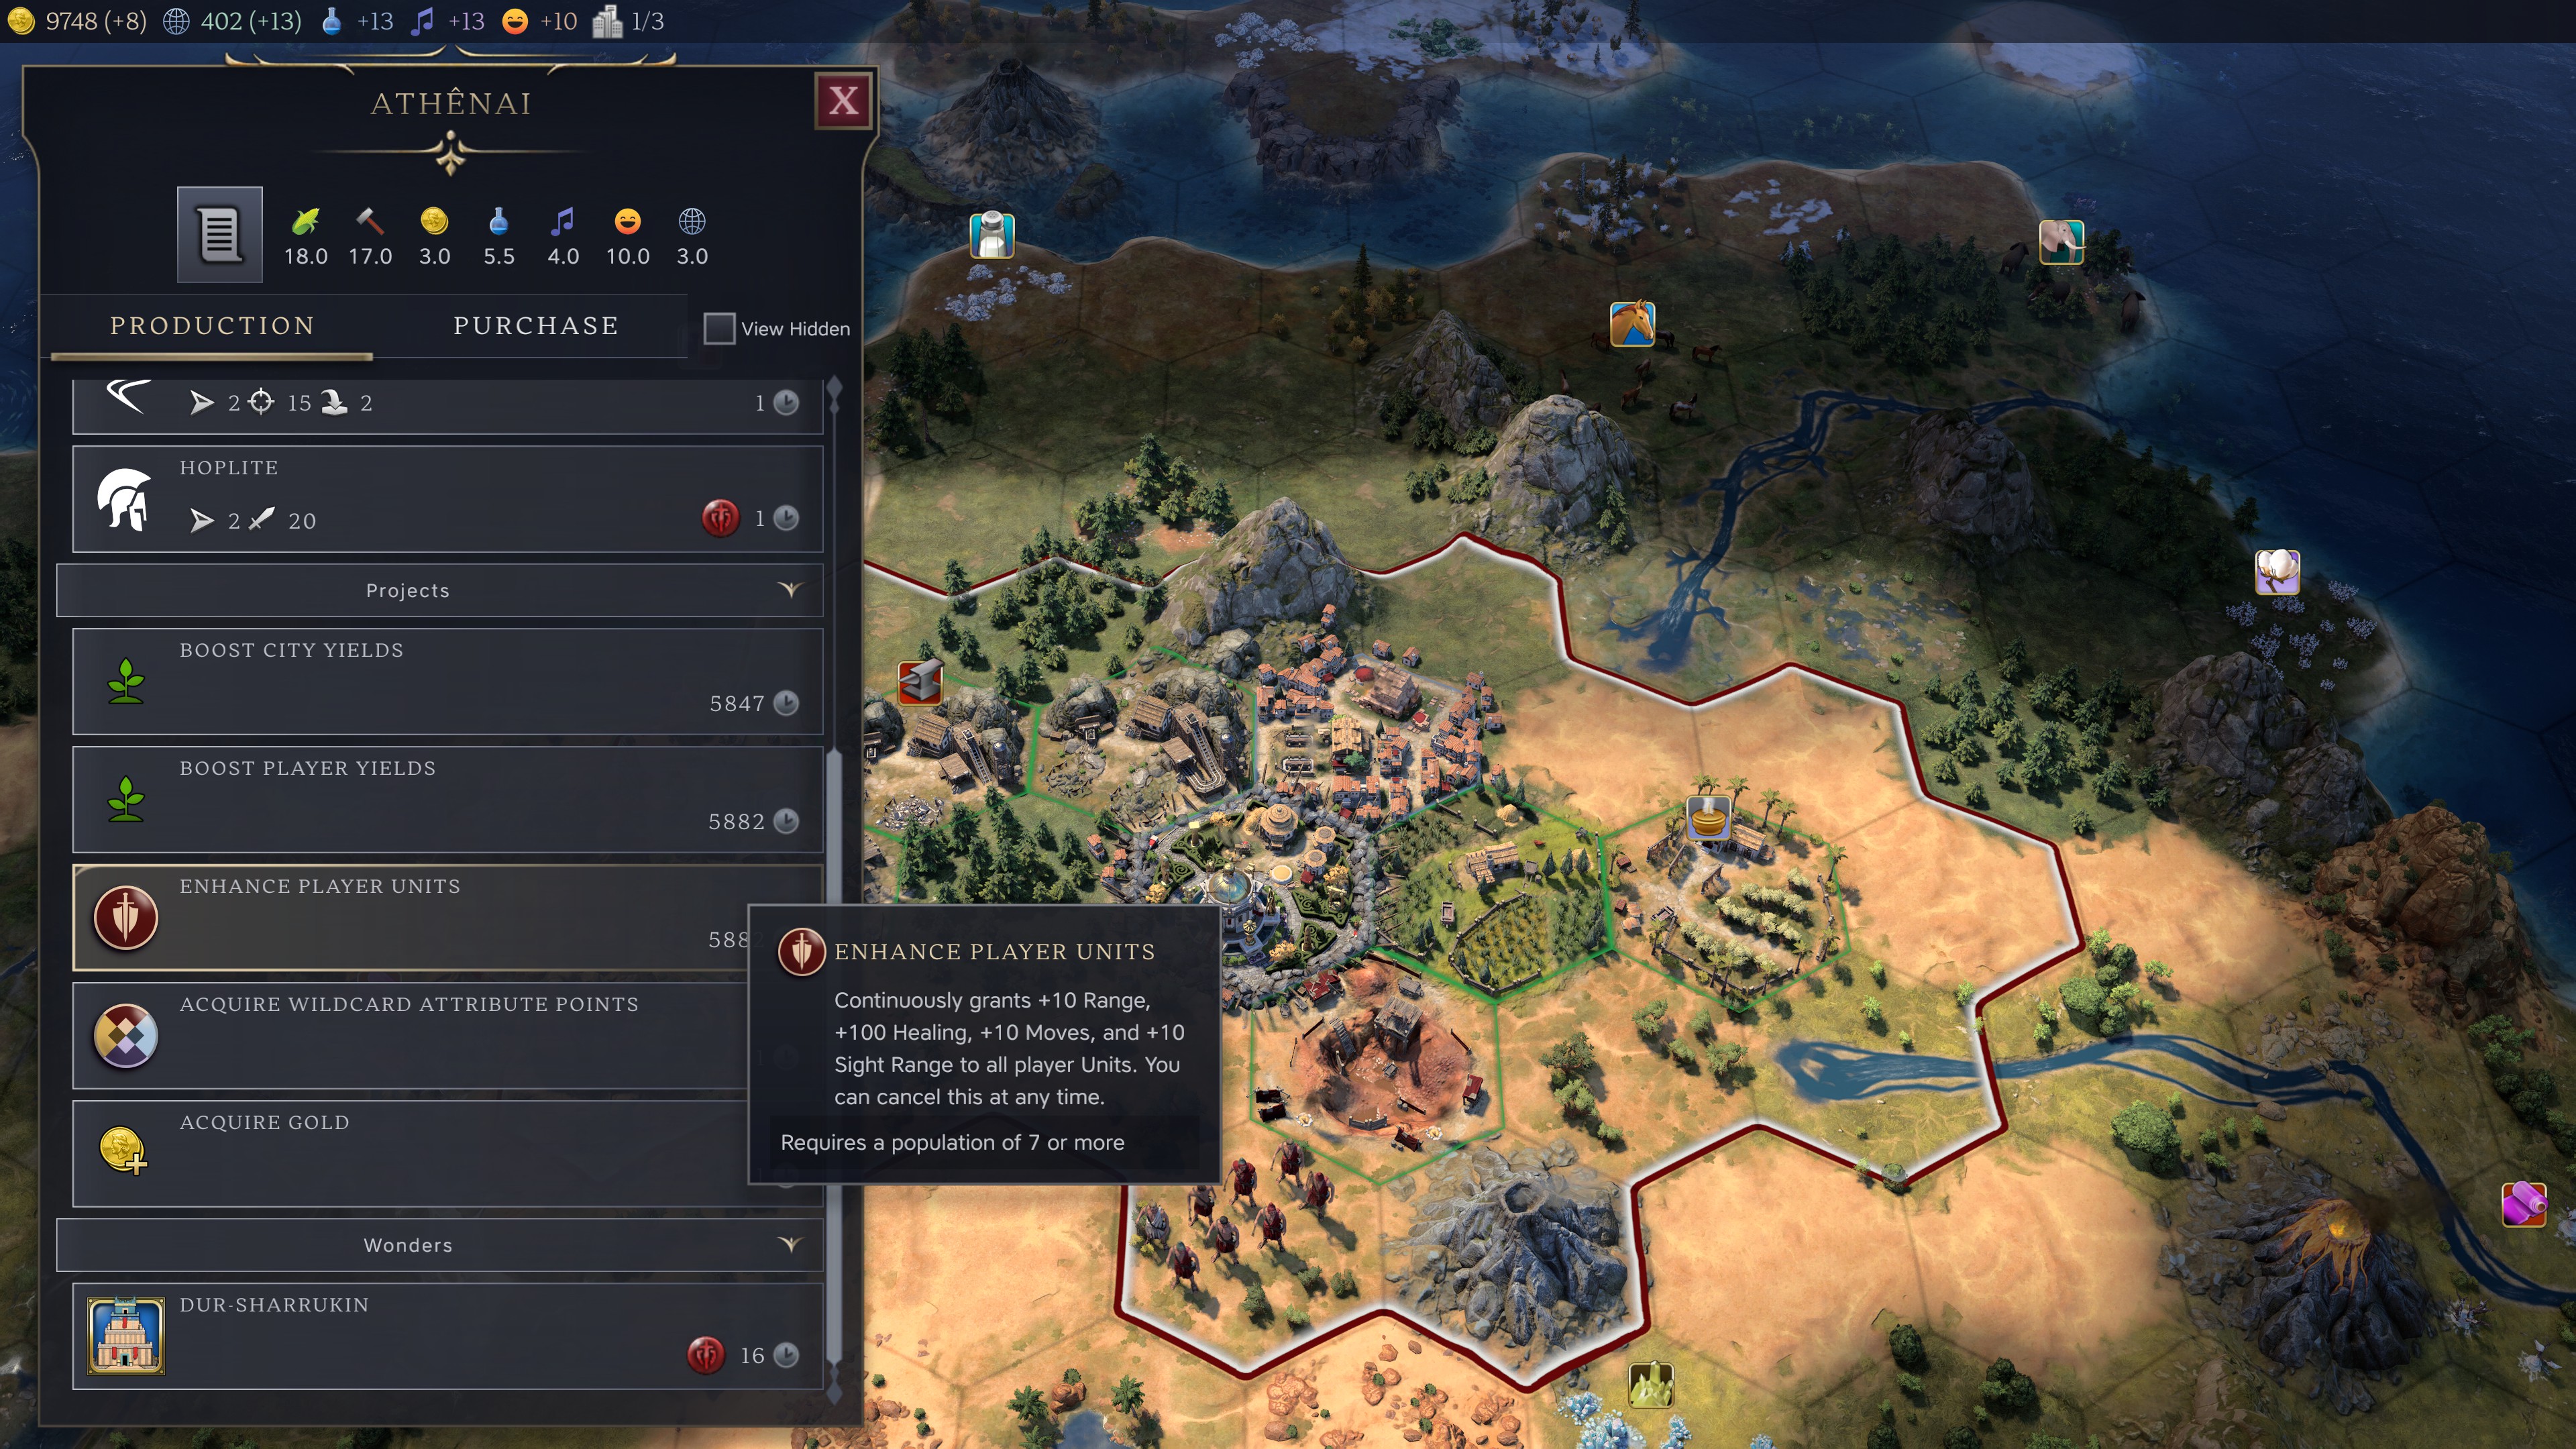 9748 (+8) 402 (+13) +13 +13 +10 1/3
ATHÊNAI
X
18.0 17.0 3.0 5.5 4.0 10.0 3.0
PRODUCTION PURCHASE View Hidden
2 15 2 1
HOPLITE
2 20 1
Projects
BOOST CITY YIELDS
5847
BOOST PLAYER YIELDS
5882
ENHANCE PLAYER UNITS
ENHANCE PLAYER UNITS
Continuously grants +10 Range,
+100 Healing, +10 Moves, and +10
Sight Range to all player Units. You
can cancel this at any time.
Requires a population of 7 or more
ACQUIRE WILDCARD ATTRIBUTE POINTS
ACQUIRE GOLD
Wonders
DUR-SHARRUKIN
16